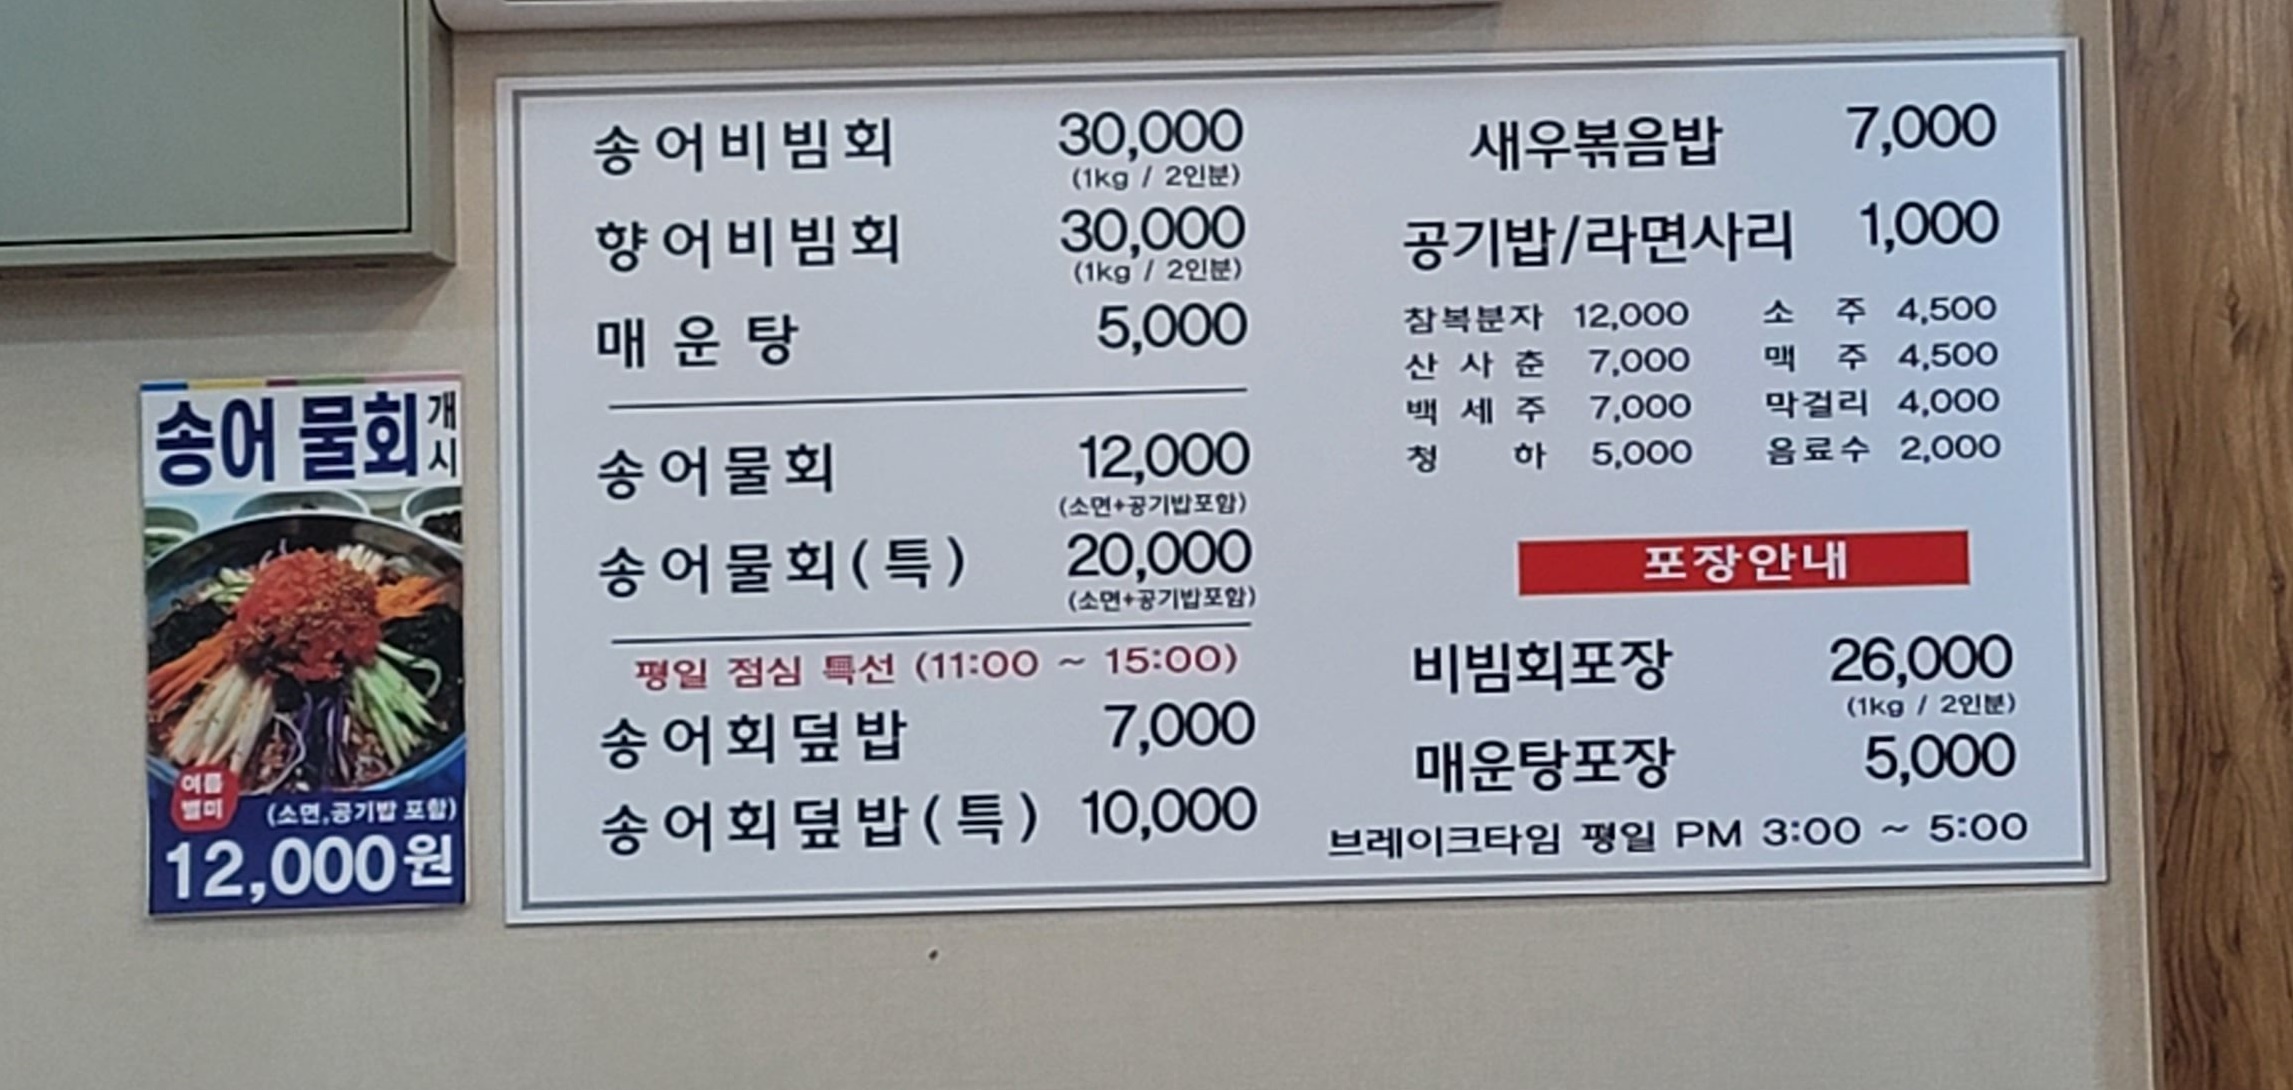 송어 물회 개시
여름
별미
(소면,공기밥 포함)
12,000원
송어비빔회 30,000
(1kg / 2인분)
향어비빔회 30,000
(1kg / 2인분)
매운탕 5,000
송어물회 12,000
(소면+공기밥포함)
송어물회(특) 20,000
(소면+공기밥포함)
평일 점심 특선 (11:00 ~ 15:00)
송어회덮밥 7,000
송어회덮밥(특) 10,000
새우볶음밥 7,000
공기밥/라면사리 1,000
참복분자 12,000 소주 4,500
산사춘 7,000 맥주 4,500
백세주 7,000 막걸리 4,000
청하 5,000 음료수 2,000
포장안내
비빔회포장 26,000
(1kg / 2인분)
매운탕포장 5,000
브레이크타임 평일 PM 3:00 ~ 5:00